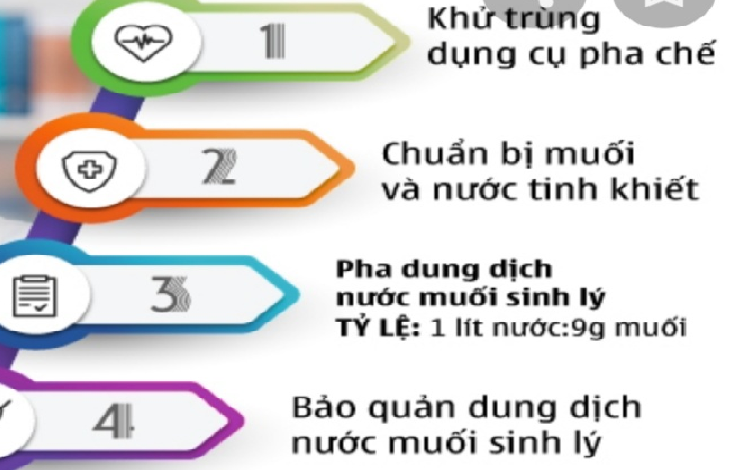 1
Khử trùng
dụng cụ pha chế
2
Chuẩn bị muối
và nước tinh khiết
3
Pha dung dịch
nước muối sinh lý
TỶ LỆ: 1 lít nước:9g muối
4
Bảo quản dung dịch
nước muối sinh lý